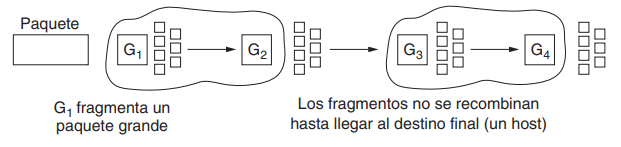 Paquete
G1
G2
G3
G4
G1 fragmenta un
paquete grande
Los fragmentos no se recombinan
hasta llegar al destino final (un host)